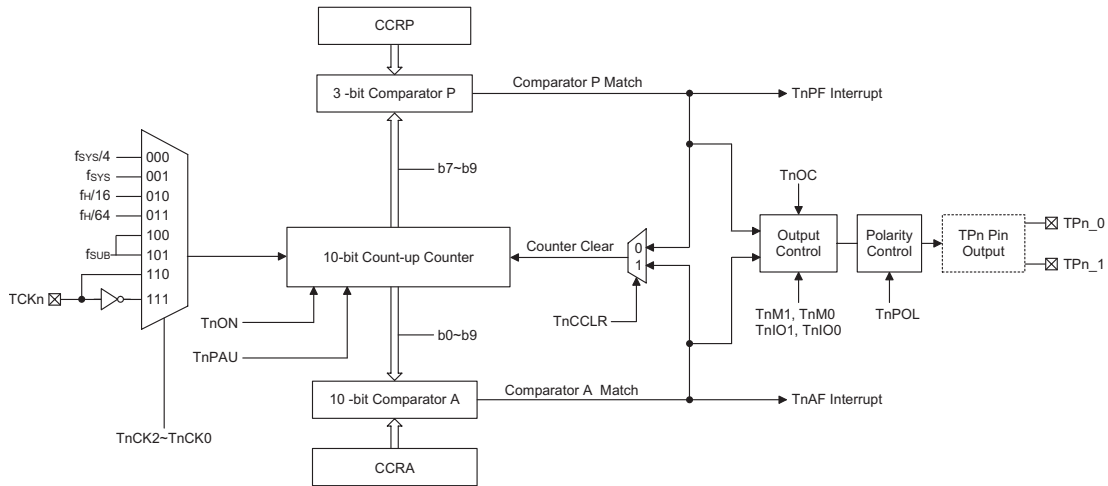 CCRP
3 -bit Comparator P
Comparator P Match
TnPF Interrupt
b7~b9
fSYS/4
000
fSYS
001
fH/16
010
fH/64
011
100
fSUB
101
110
TCKn
111
TnCK2~TnCK0
10-bit Count-up Counter
Counter Clear
0
1
TnCCLR
TnON
TnPAU
b0~b9
TnOC
Output
Control
TnM1, TnM0
TnIO1, TnIO0
Polarity
Control
TnPOL
TPn Pin
Output
TPn_0
TPn_1
10 -bit Comparator A
Comparator A Match
TnAF Interrupt
CCRA